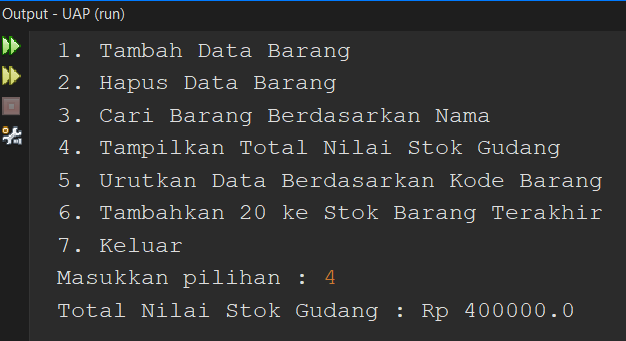 Output - UAP (run)
1. Tambah Data Barang
2. Hapus Data Barang
3. Cari Barang Berdasarkan Nama
4. Tampilkan Total Nilai Stok Gudang
5. Urutkan Data Berdasarkan Kode Barang
6. Tambahkan 20 ke Stok Barang Terakhir
7. Keluar
Masukkan pilihan : 4
Total Nilai Stok Gudang : Rp 400000.0